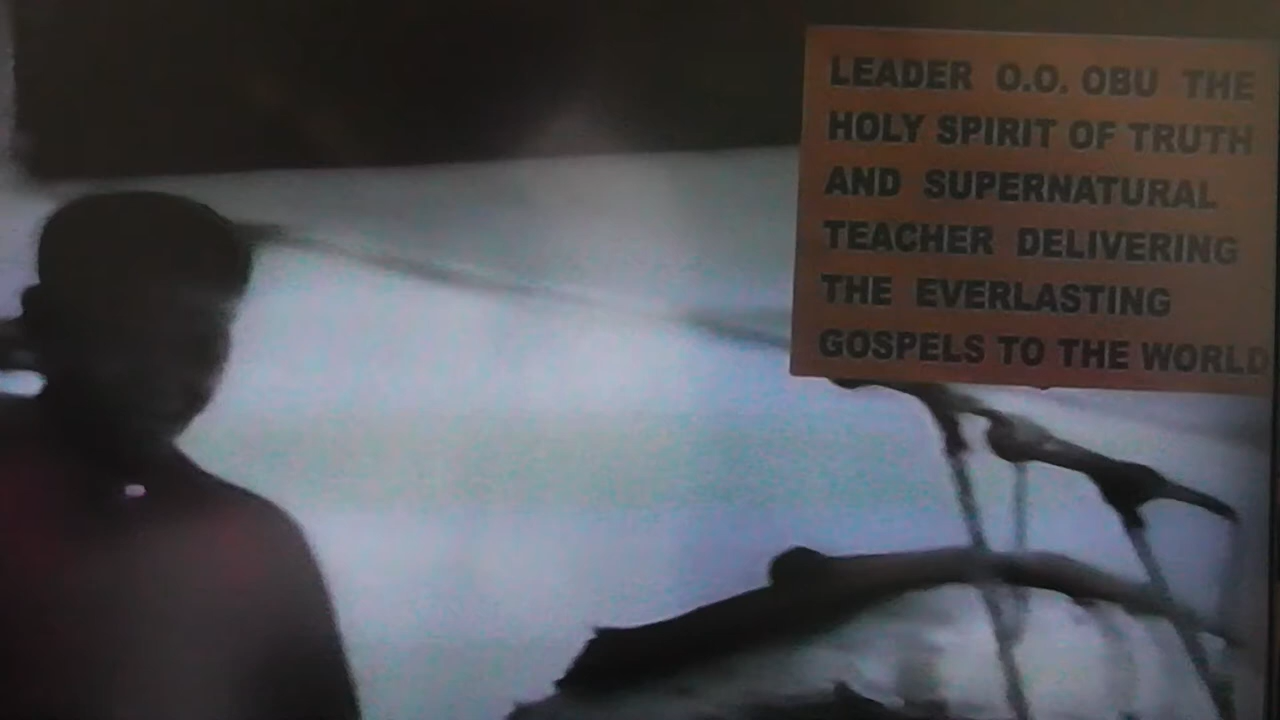 LEADER O.O. OBU THE
HOLY SPIRIT OF TRUTH
AND SUPERNATURAL
TEACHER DELIVERING
THE EVERLASTING
GOSPELS TO THE WORLD